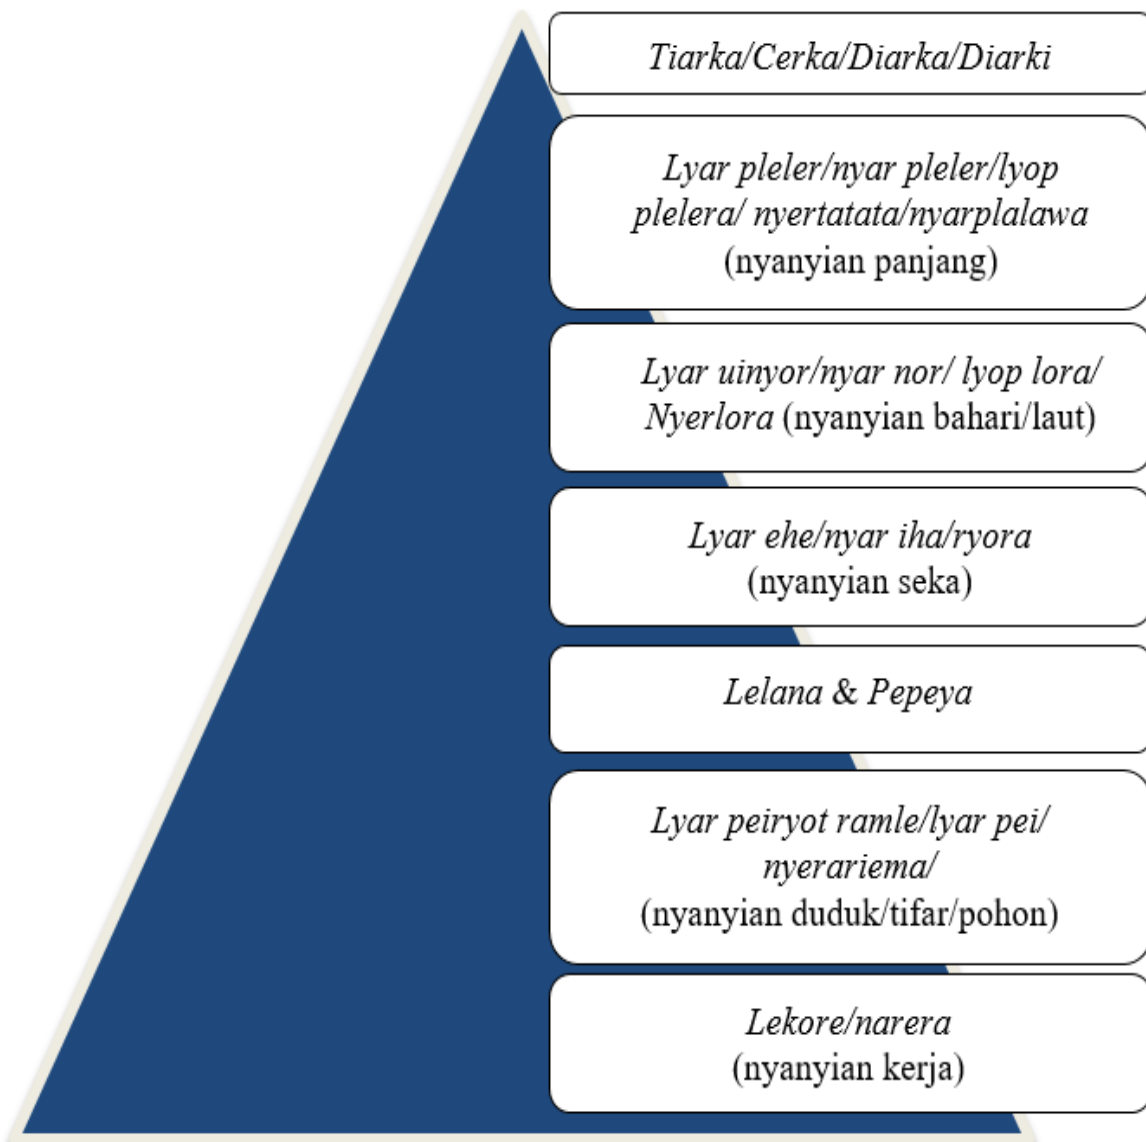 Tiarka/Cerka/Diarka/Diarki
Lyar pleler/nyar pleler/lyop
plelera/ nyertatata/nyarplalawa
(nyanyian panjang)
Lyar uinyor/nyar nor/ lyop lora/
Nyerlora (nyanyian bahari/laut)
Lyar ehe/nyar iha/ryora
(nyanyian seka)
Lelana & Pepeya
Lyar peiryot ramle/lyar pei/
nyerariema/
(nyanyian duduk/tifar/pohon)
Lekore/narera
(nyanyian kerja)